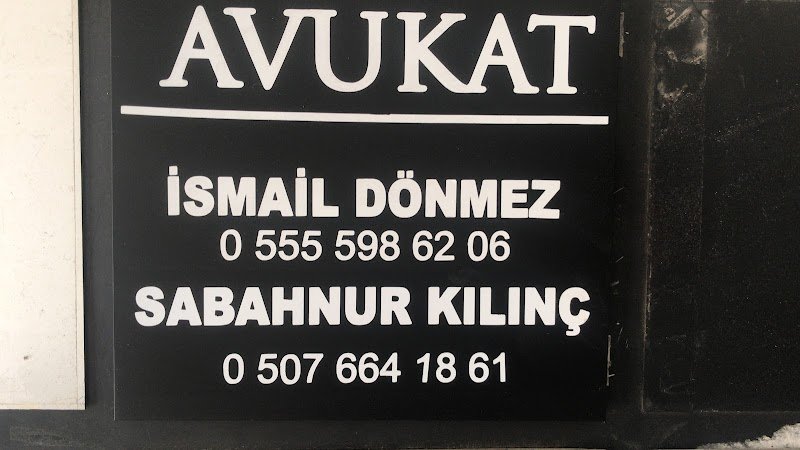 AVUKAT
İSMAİL DÖNMEZ
0 555 598 62 06
SABAHNUR KILINÇ
0 507 664 18 61